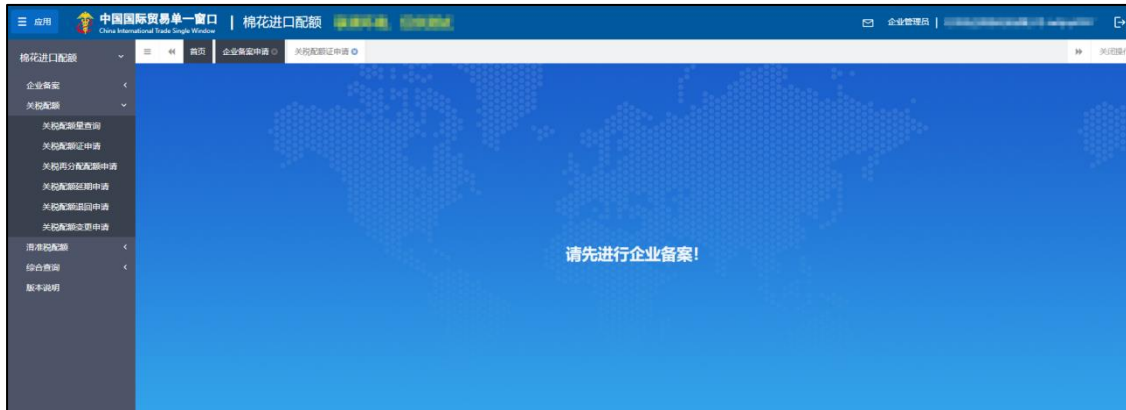 应用
中国国际贸易单一窗口 | 棉花进口配额
China International Trade Single Window
企业管理员 |
棉花进口配额
首页
企业备案申请
关税配额证申请
关闭操作
企业备案
关税配额
关税配额量查询
关税配额证申请
关税再分配配额申请
关税配额延期申请
关税配额退回申请
关税配额变更申请
滑准税配额
综合查询
版本说明
请先进行企业备案!